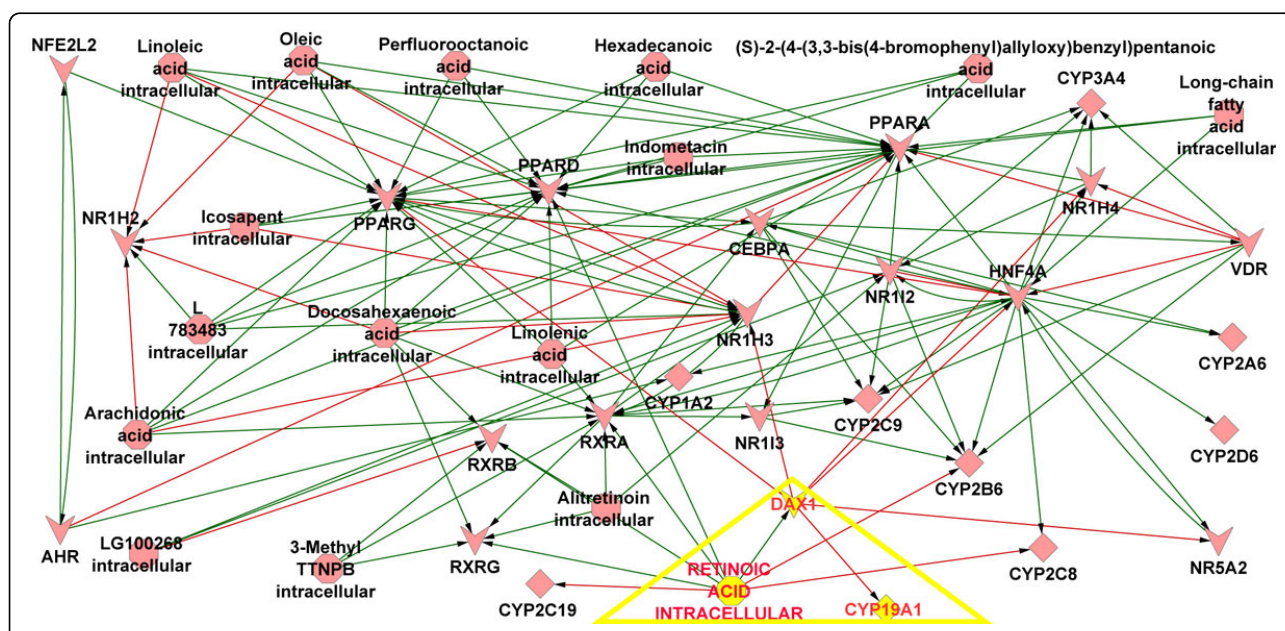 NFE2L2
Linoleic
acid
intracellular
Oleic
acid
intracellular
Perfluorooctanoic
acid
intracellular
Hexadecanoic
acid
intracellular
(S)-2-(4-(3,3-bis(4-bromophenyl)allyloxy)benzyl)pentanoic
acid
intracellular
CYP3A4
Long-chain
fatty
acid
intracellular
PPARA
Indometacin
intracellular
PPARD
PPARG
NR1H4
NR1H2
Icosapent
intracellular
CEBPA
VDR
HNF4A
NR1I2
L
783483
intracellular
Docosahexaenoic
acid
intracellular
Linolenic
acid
intracellular
NR1H3
CYP2A6
CYP1A2
Arachidonic
acid
intracellular
RXRB
RXRA
NR1I3
CYP2C9
CYP2D6
CYP2B6
Alitretinoin
intracellular
DAX1
AHR
LG100268
intracellular
3-Methyl
TTNPB
intracellular
RXRG
CYP2C19
RETINOIC
ACID
INTRACELLULAR
CYP19A1
CYP2C8
NR5A2